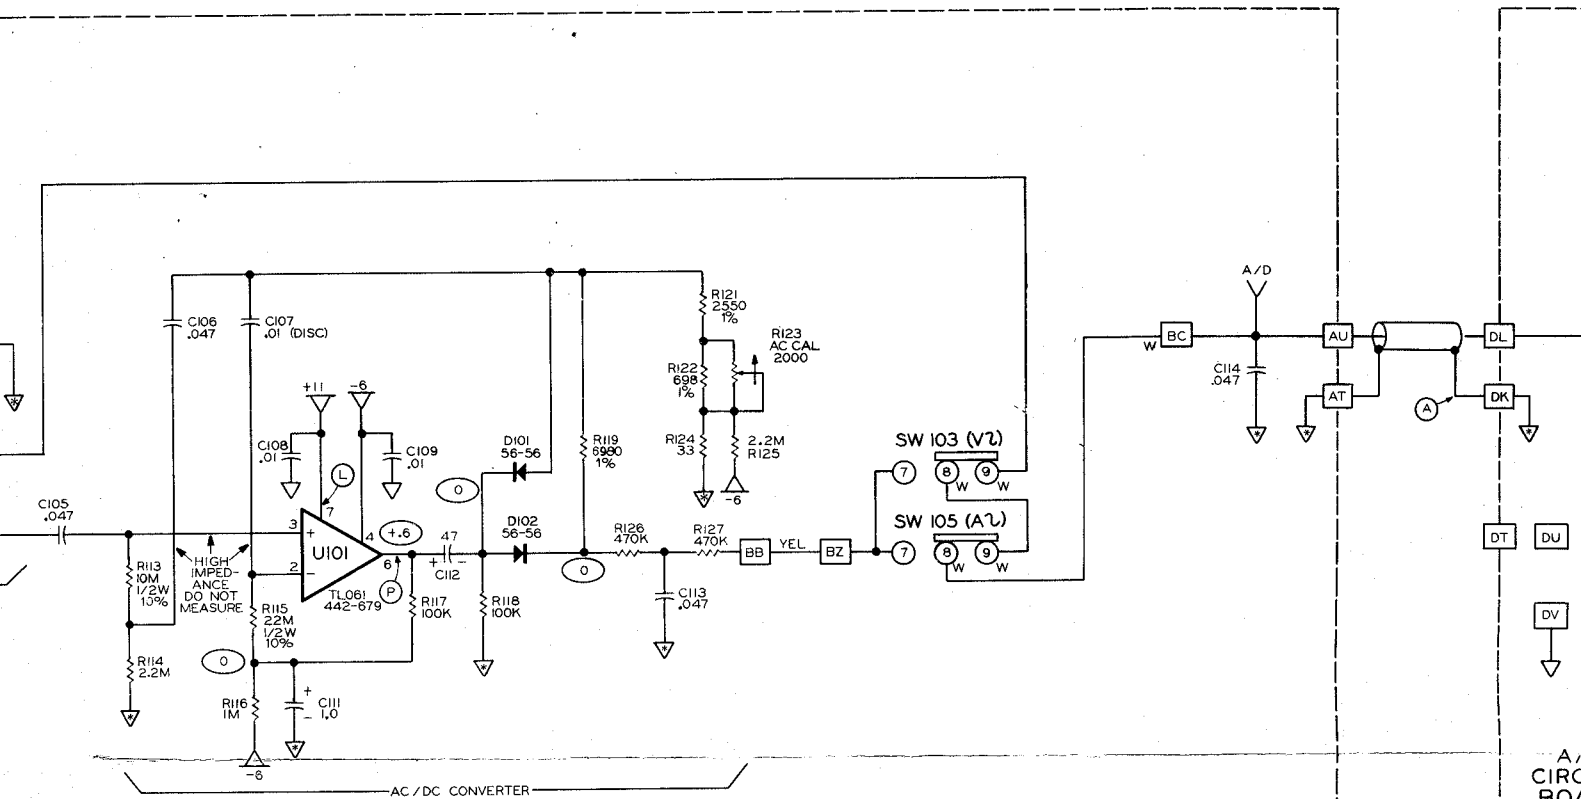 A/D
C106
.047
C107
.01 (DISC)
R121
2550
1%
R123
AC CAL
2000
BC
W
AU
DL
C114
.047
R122
698
1%
AT
DK
A
+11
-6
C108
.01
C109
.01
D101
56-56
R119
6980
1%
R124
33
2.2M
R125
-6
SW 103 (V~)
7
8
9
W
W
L
0
C105
.047
3
+
7
4
+.6
U101
2
-
6
47
+
-
C112
P
D102
56-56
R126
470K
R127
470K
BB
YEL
BZ
SW 105 (A~)
7
8
9
W
W
DT
DU
0
HIGH
IMPED-
ANCE
DO NOT
MEASURE
R113
10M
1/2W
10%
TL061
442-679
R115
22M
1/2W
10%
R117
100K
R118
100K
C113
.047
DV
0
R114
2.2M
R116
1M
+
-
C111
1.0
-6
AC/DC CONVERTER
A/
CIRC
BOA